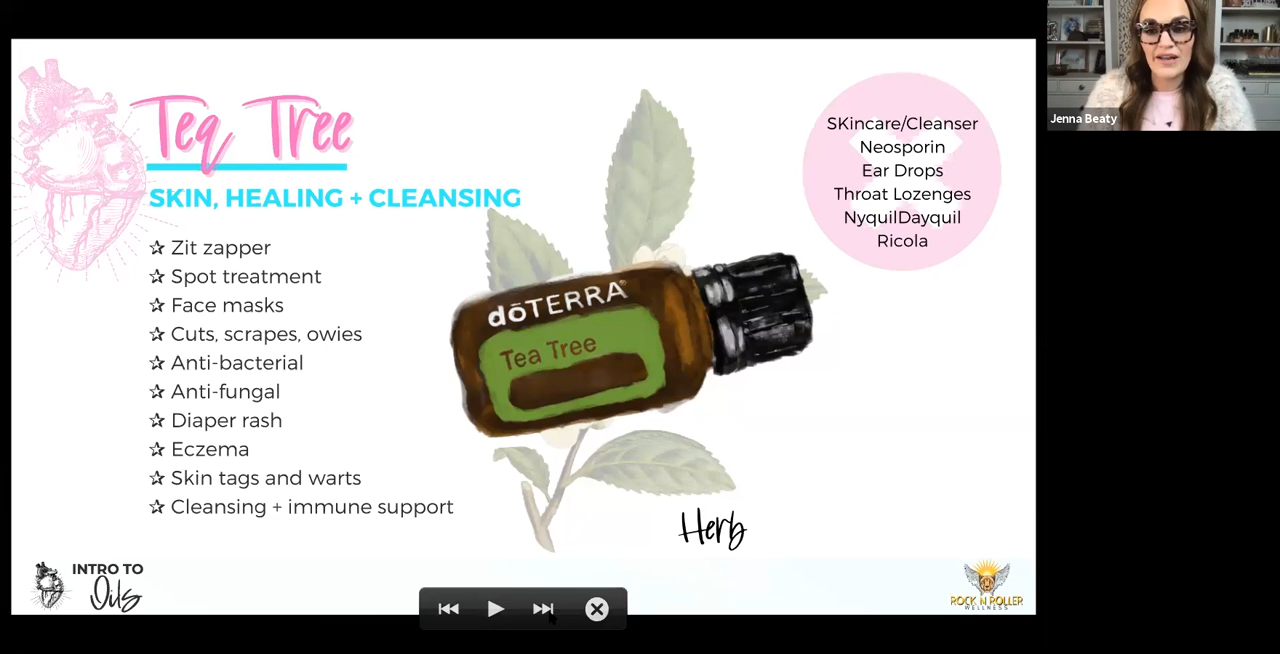 Tea Tree
SKIN, HEALING + CLEANSING
☆ Zit zapper
☆ Spot treatment
☆ Face masks
☆ Cuts, scrapes, owies
☆ Anti-bacterial
☆ Anti-fungal
☆ Diaper rash
☆ Eczema
☆ Skin tags and warts
☆ Cleansing + immune support
dōTERRA®
Tea Tree
Herb
SKincare/Cleanser
Neosporin
Ear Drops
Throat Lozenges
NyquilDayquil
Ricola
Jenna Beaty
INTRO TO
Oils
ROCK N ROLLER
WELLNESS